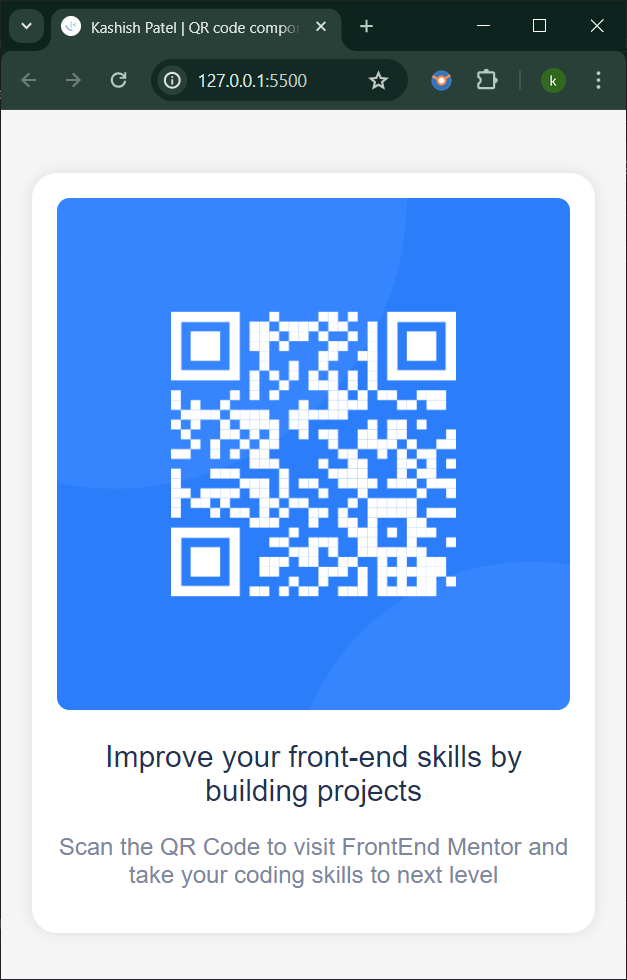 Kashish Patel | QR code compon
127.0.0.1:5500
k
Improve your front-end skills by
building projects
Scan the QR Code to visit FrontEnd Mentor and
take your coding skills to next level